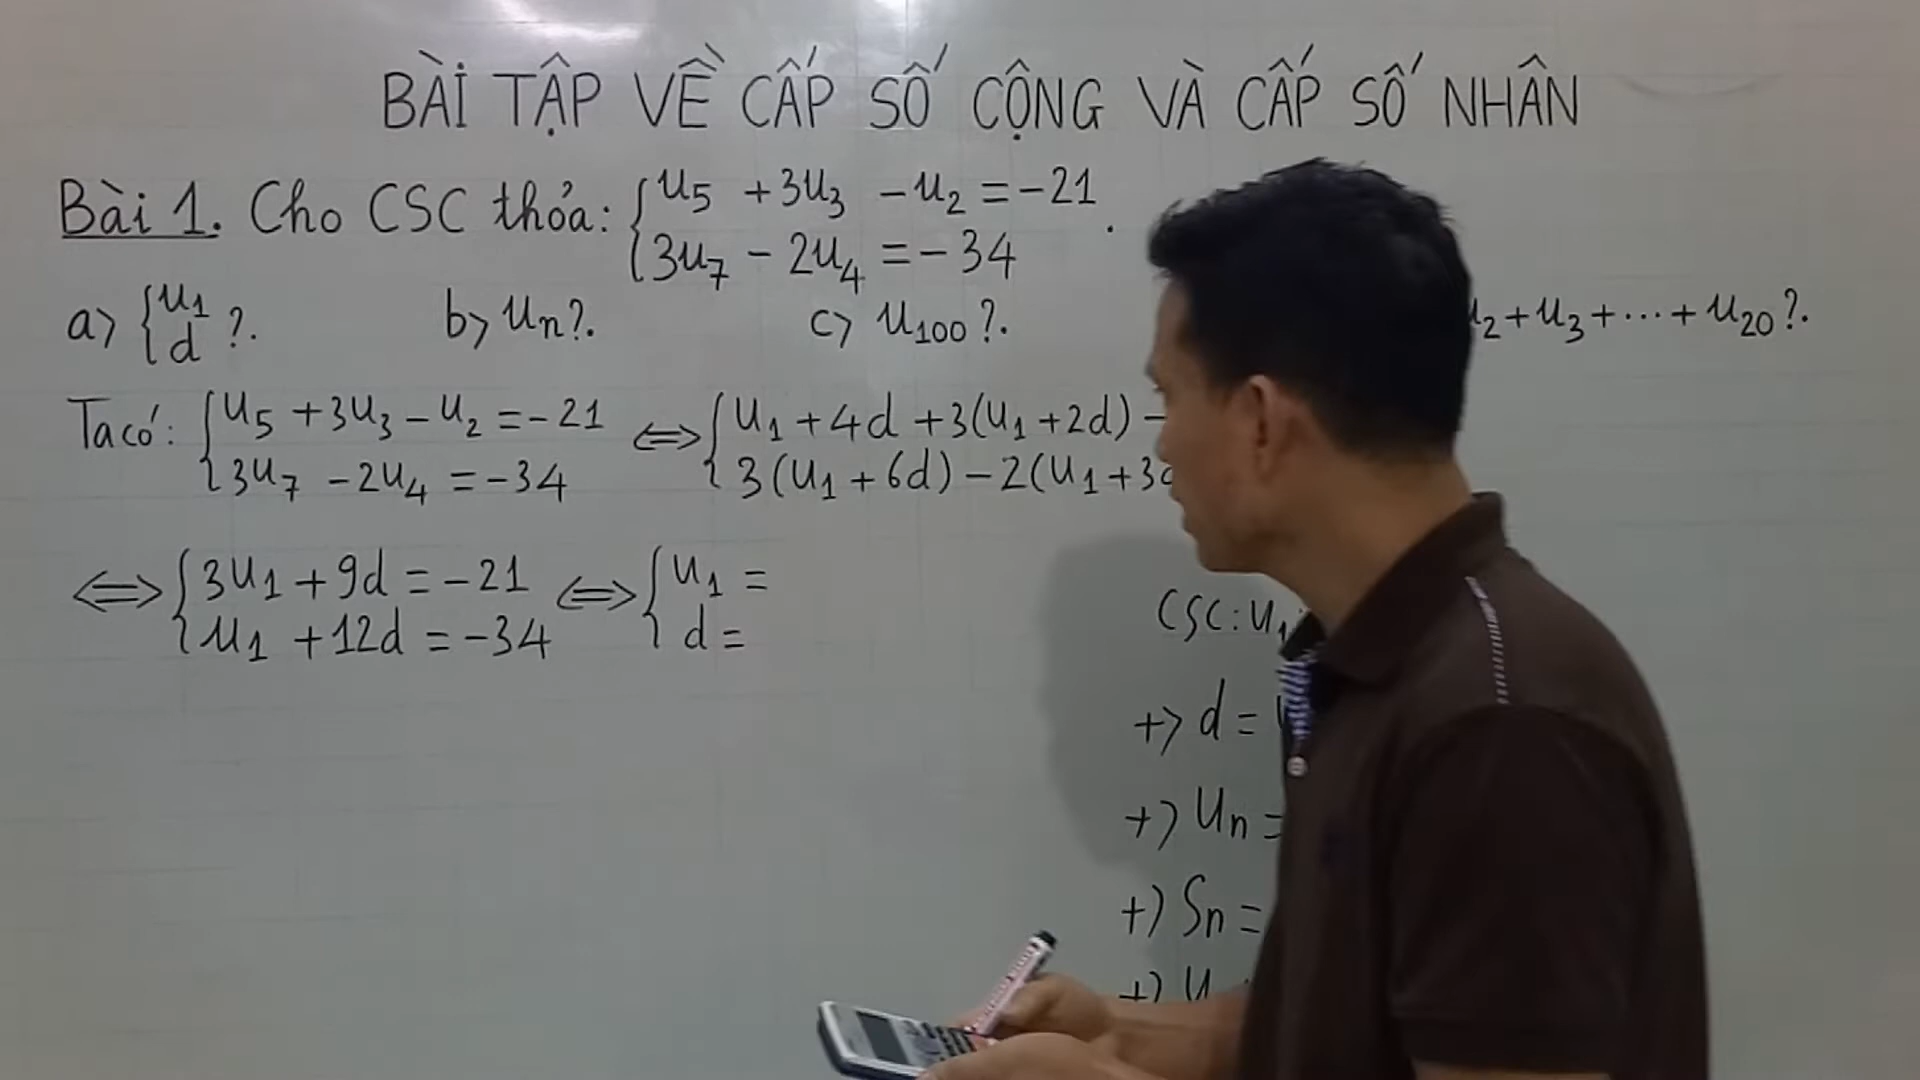 BÀI TẬP VỀ CẤP SỐ CỘNG VÀ CẤP SỐ NHÂN
Bài 1. Cho CSC thỏa: { u₅ + 3u₃ - u₂ = -21
3u₇ - 2u₄ = -34 .
a) { u₁
d ?. b) uₙ?. c) u₁₀₀?. u₂ + u₃ + ... + u₂₀?.
Ta có: { u₅ + 3u₃ - u₂ = -21 ⇔ { u₁ + 4d + 3(u₁ + 2d) -
3u₇ - 2u₄ = -34 3(u₁ + 6d) - 2(u₁ + 3d
⇔ { 3u₁ + 9d = -21 ⇔ { u₁ =
u₁ + 12d = -34 d =
CSC: u₁
+) d =
+) uₙ =
+) Sₙ =
+) u